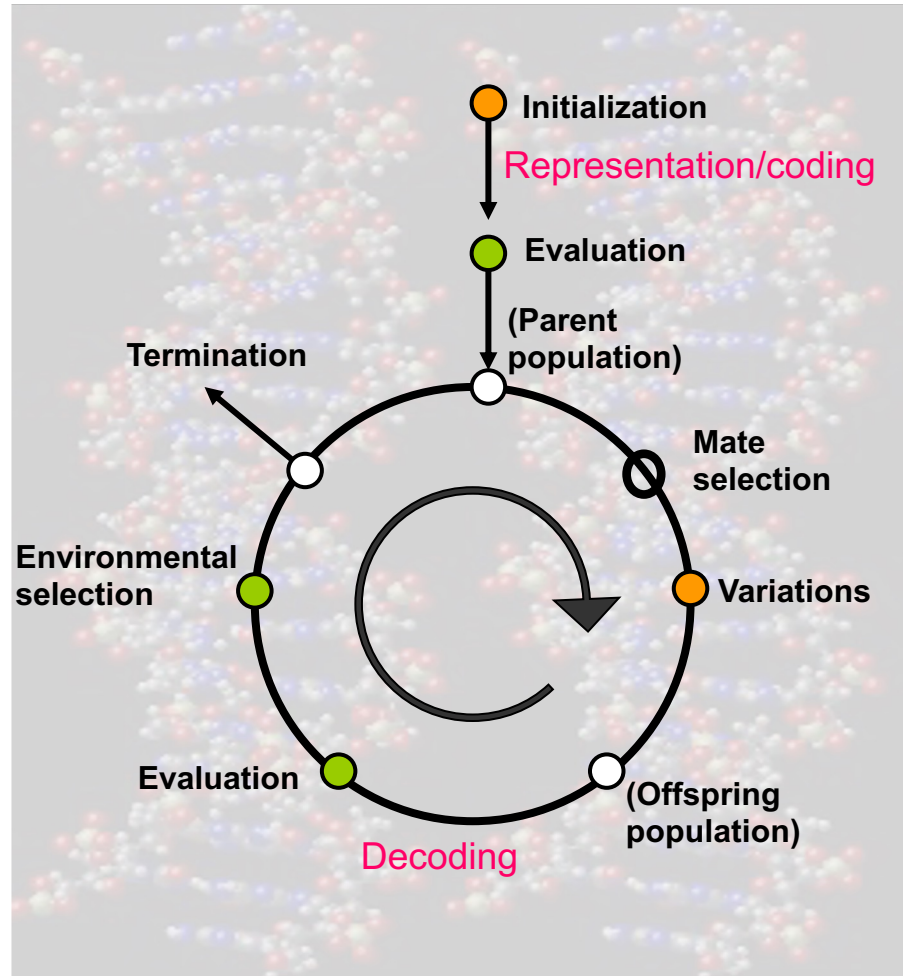 Initialization
Representation/coding
Evaluation
(Parent
population)
Termination
Mate
selection
Environmental
selection
Variations
Evaluation
(Offspring
population)
Decoding